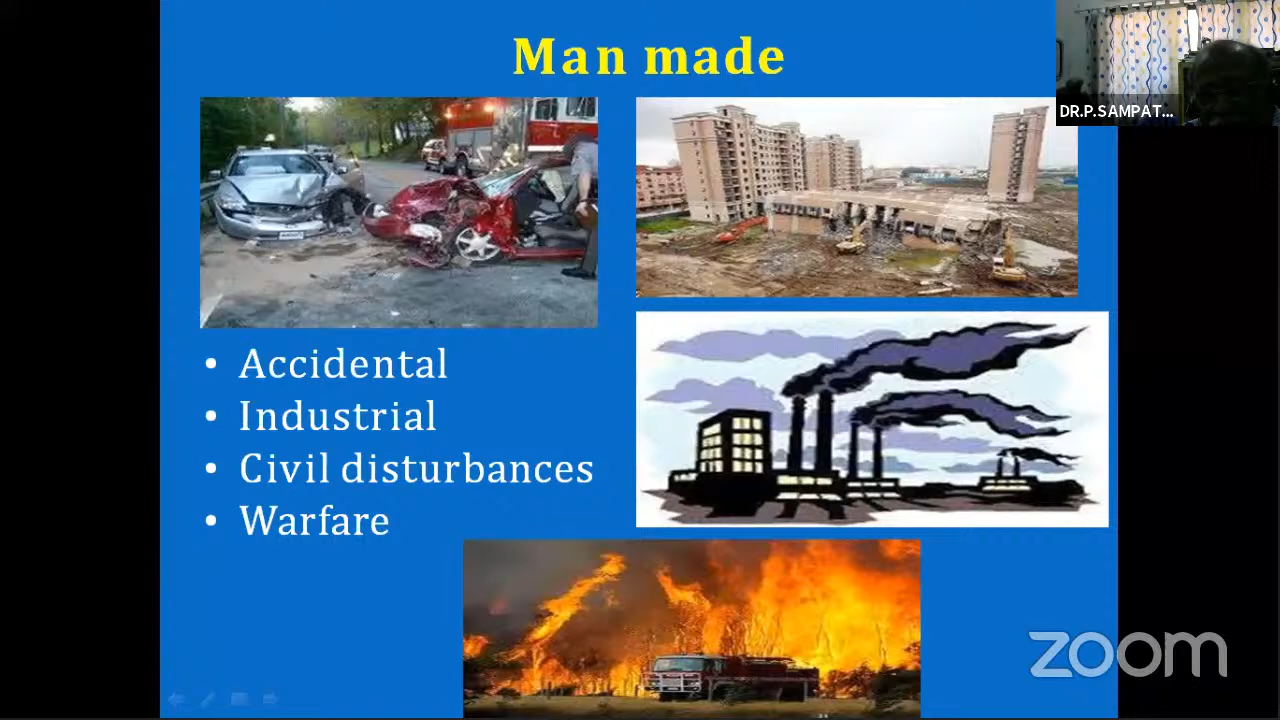 Man made
DR.P.SAMPAT...
• Accidental
• Industrial
• Civil disturbances
• Warfare
zoom